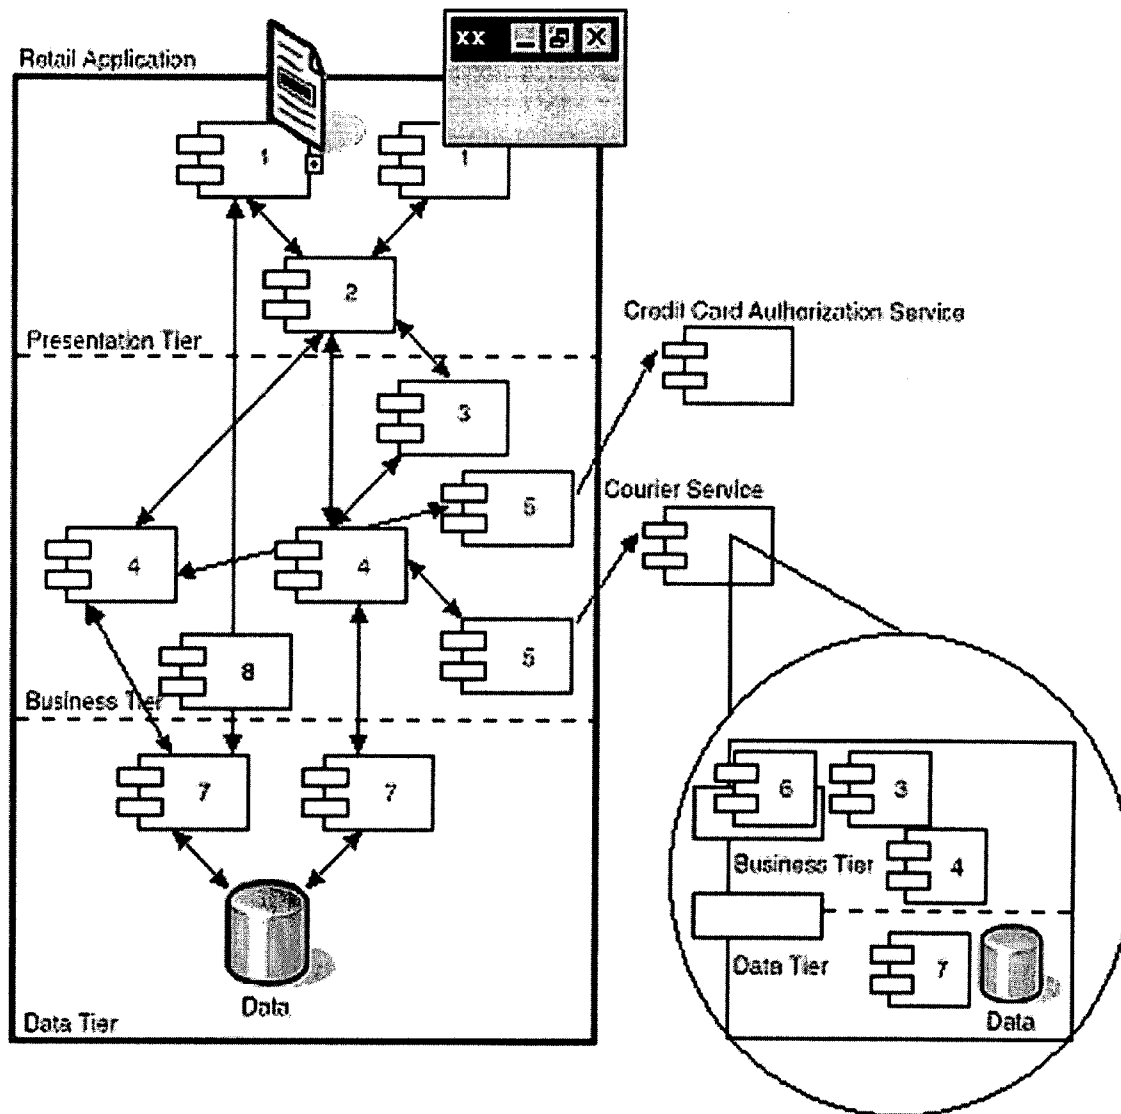 xx
Retail Application
1
1
2
Credit Card Authorization Service
Presentation Tier
3
5
Courier Service
4
4
5
8
Business Tier
7
7
6
3
Business Tier
4
Data Tier
7
Data
Data
Data Tier